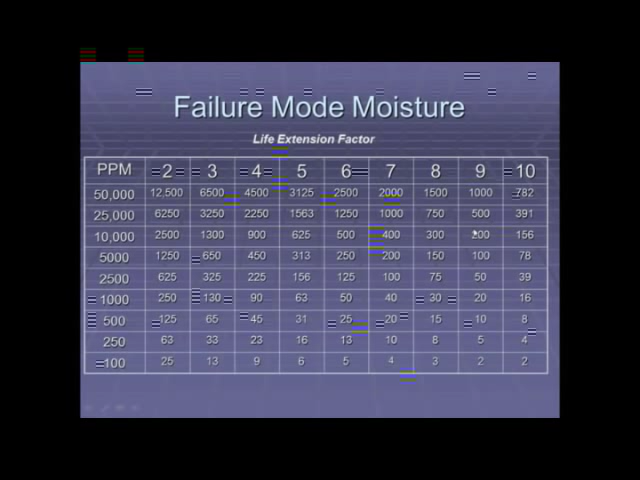 Failure Mode Moisture
Life Extension Factor
PPM 2 3 4 5 6 7 8 9 10
50,000 12,500 6500 4500 3125 2500 2000 1500 1000 782
25,000 6250 3250 2250 1563 1250 1000 750 500 391
10,000 2500 1300 900 625 500 400 300 200 156
5000 1250 650 450 313 250 200 150 100 78
2500 625 325 225 156 125 100 75 50 39
1000 250 130 90 63 50 40 30 20 16
500 125 65 45 31 25 20 15 10 8
250 63 33 23 16 13 10 8 5 4
100 25 13 9 6 5 4 3 2 2